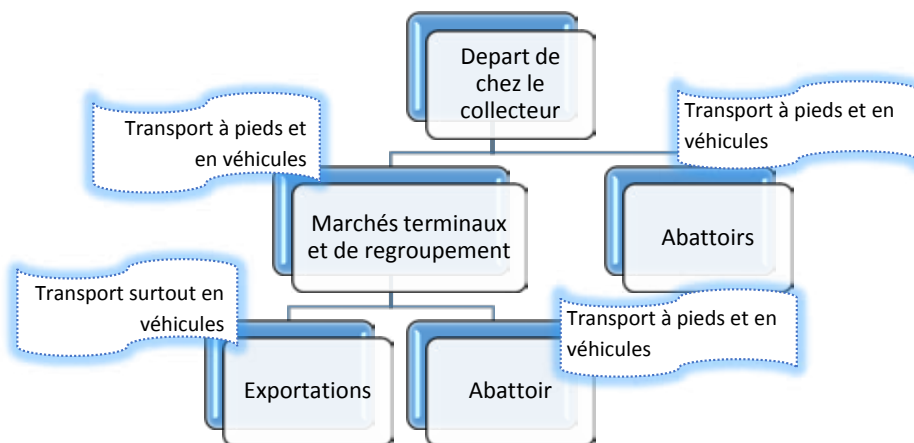 Depart de
chez le
collecteur
Transport à pieds et
en véhicules
Transport à pieds et en
véhicules
Marchés terminaux
et de regroupement
Abattoirs
Transport surtout en
véhicules
Transport à pieds et en
véhicules
Exportations
Abattoir